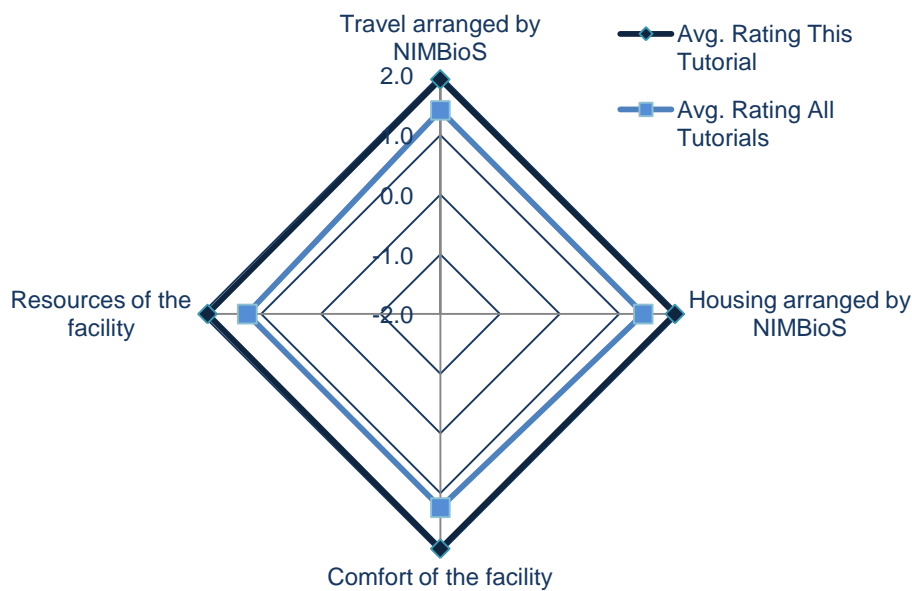 Travel arranged by
NIMBioS
Avg. Rating This
Tutorial
Avg. Rating All
Tutorials
2.0
1.0
0.0
-1.0
-2.0
Resources of the
facility
Housing arranged by
NIMBioS
Comfort of the facility